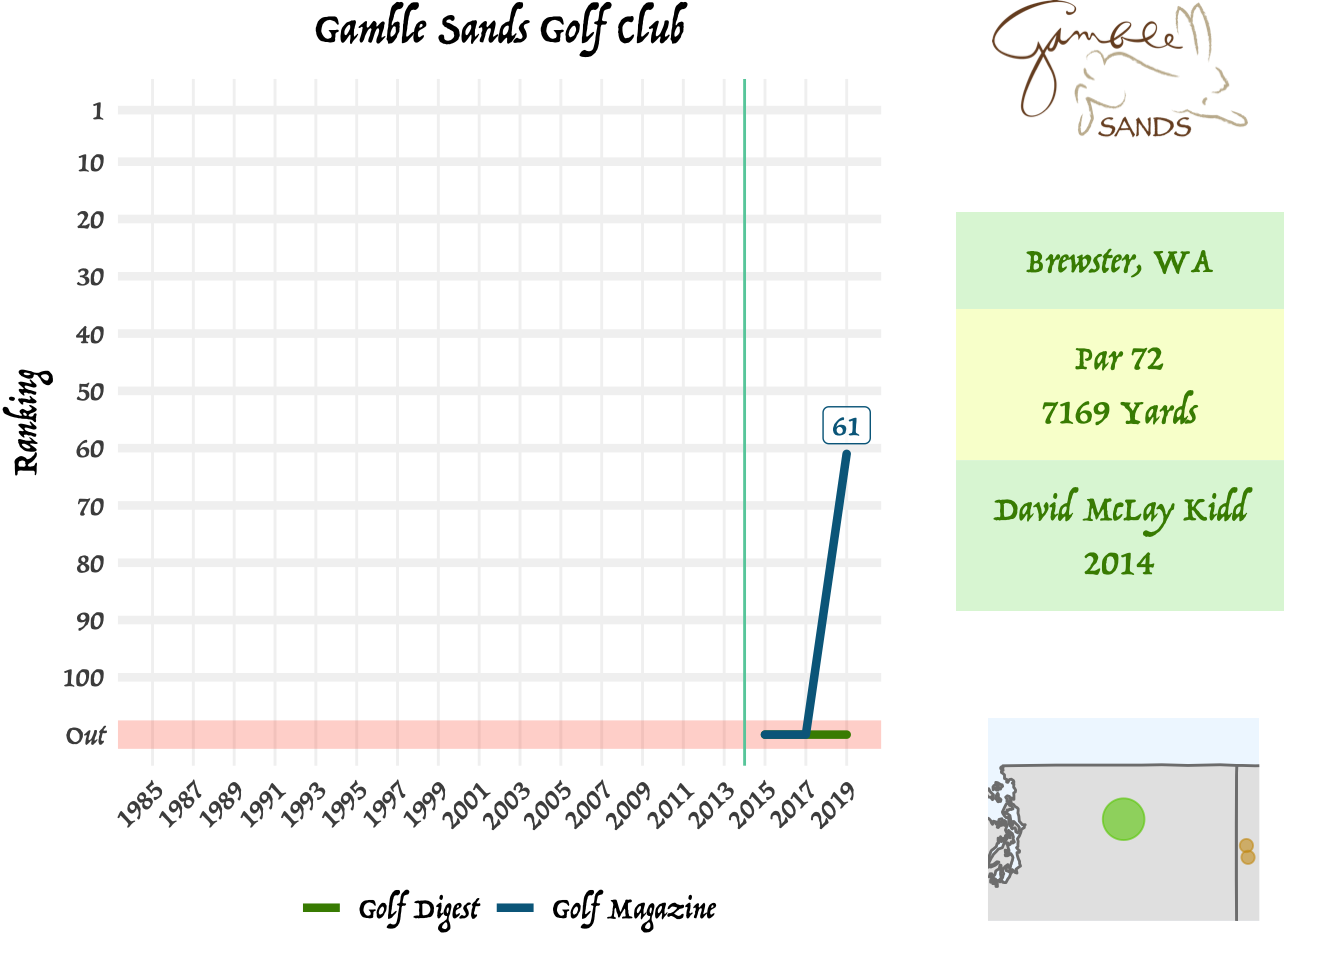 Gamble Sands Golf Club
Gamble
SANDS
Ranking
1
10
20
30
40
50
60
70
80
90
100
Out
61
1985
1987
1989
1991
1993
1995
1997
1999
2001
2003
2005
2007
2009
2011
2013
2015
2017
2019
Golf Digest
Golf Magazine
Brewster, WA
Par 72
7169 Yards
David McLay Kidd
2014